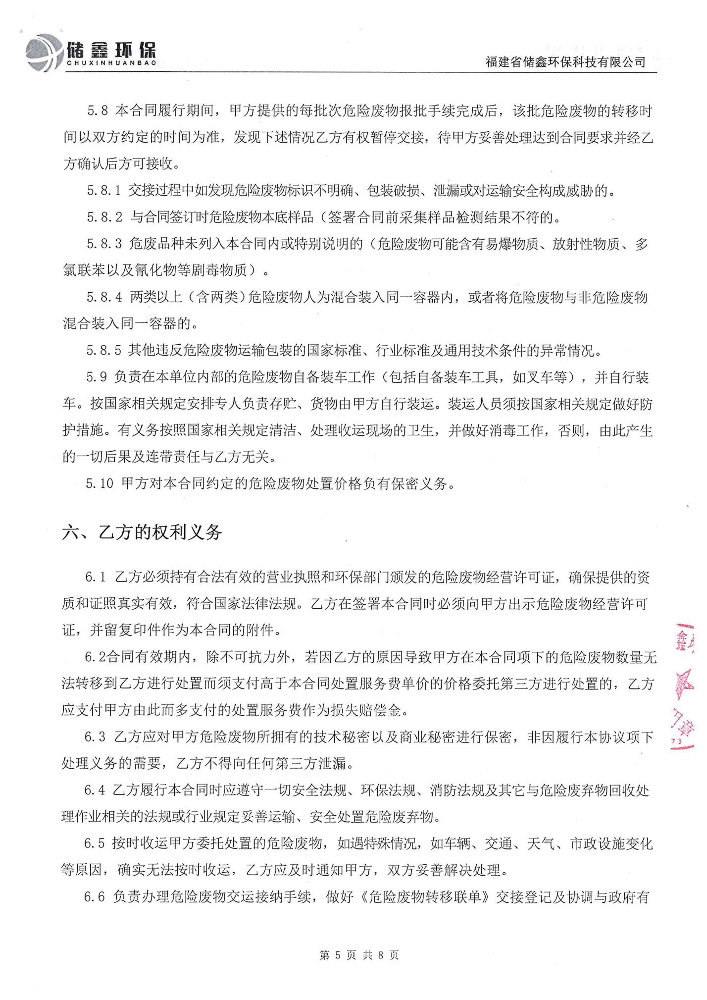 储鑫环保
CHUXINHUANBAO
福建省储鑫环保科技有限公司
5.8 本合同履行期间，甲方提供的每批次危险废物报批手续完成后，该批危险废物的转移时
间以双方约定的时间为准，发现下述情况乙方有权暂停交接，待甲方妥善处理达到合同要求并经乙
方确认后方可接收。
5.8.1 交接过程中如发现危险废物标识不明确、包装破损、泄漏或对运输安全构成威胁的。
5.8.2 与合同签订时危险废物本底样品（签署合同前采集样品检测结果不符的。
5.8.3 危废品种未列入本合同内或特别说明的（危险废物可能含有易爆物质、放射性物质、多
氯联苯以及氰化物等剧毒物质）。
5.8.4 两类以上（含两类）危险废物人为混合装入同一容器内，或者将危险废物与非危险废物
混合装入同一容器的。
5.8.5 其他违反危险废物运输包装的国家标准、行业标准及通用技术条件的异常情况。
5.9 负责在本单位内部的危险废物自备装车工作（包括自备装车工具，如叉车等），并自行装
车。按国家相关规定安排专人负责存贮、货物由甲方自行装运。装运人员须按国家相关规定做好防
护措施。有义务按照国家相关规定清洁、处理收运现场的卫生，并做好消毒工作，否则，由此产生
的一切后果及连带责任与乙方无关。
5.10 甲方对本合同约定的危险废物处置价格负有保密义务。
六、乙方的权利义务
6.1 乙方必须持有合法有效的营业执照和环保部门颁发的危险废物经营许可证，确保提供的资
质和证照真实有效，符合国家法律法规。乙方在签署本合同时必须向甲方出示危险废物经营许可
证，并留复印件作为本合同的附件。
6.2合同有效期内，除不可抗力外，若因乙方的原因导致甲方在本合同项下的危险废物数量无
法转移到乙方进行处置而须支付高于本合同处置服务费单价的价格委托第三方进行处置的，乙方
应支付甲方由此而多支付的处置服务费作为损失赔偿金。
6.3 乙方应对甲方危险废物所拥有的技术秘密以及商业秘密进行保密，非因履行本协议项下
处理义务的需要，乙方不得向任何第三方泄漏。
6.4 乙方履行本合同时应遵守一切安全法规、环保法规、消防法规及其它与危险废弃物回收处
理作业相关的法规或行业规定妥善运输、安全处置危险废弃物。
6.5 按时收运甲方委托处置的危险废物，如遇特殊情况，如车辆、交通、天气、市政设施变化
等原因，确实无法按时收运，乙方应及时通知甲方，双方妥善解决处理。
6.6 负责办理危险废物交运接纳手续，做好《危险废物转移联单》交接登记及协调与政府有
鑫
章
73
第 5 页 共 8 页